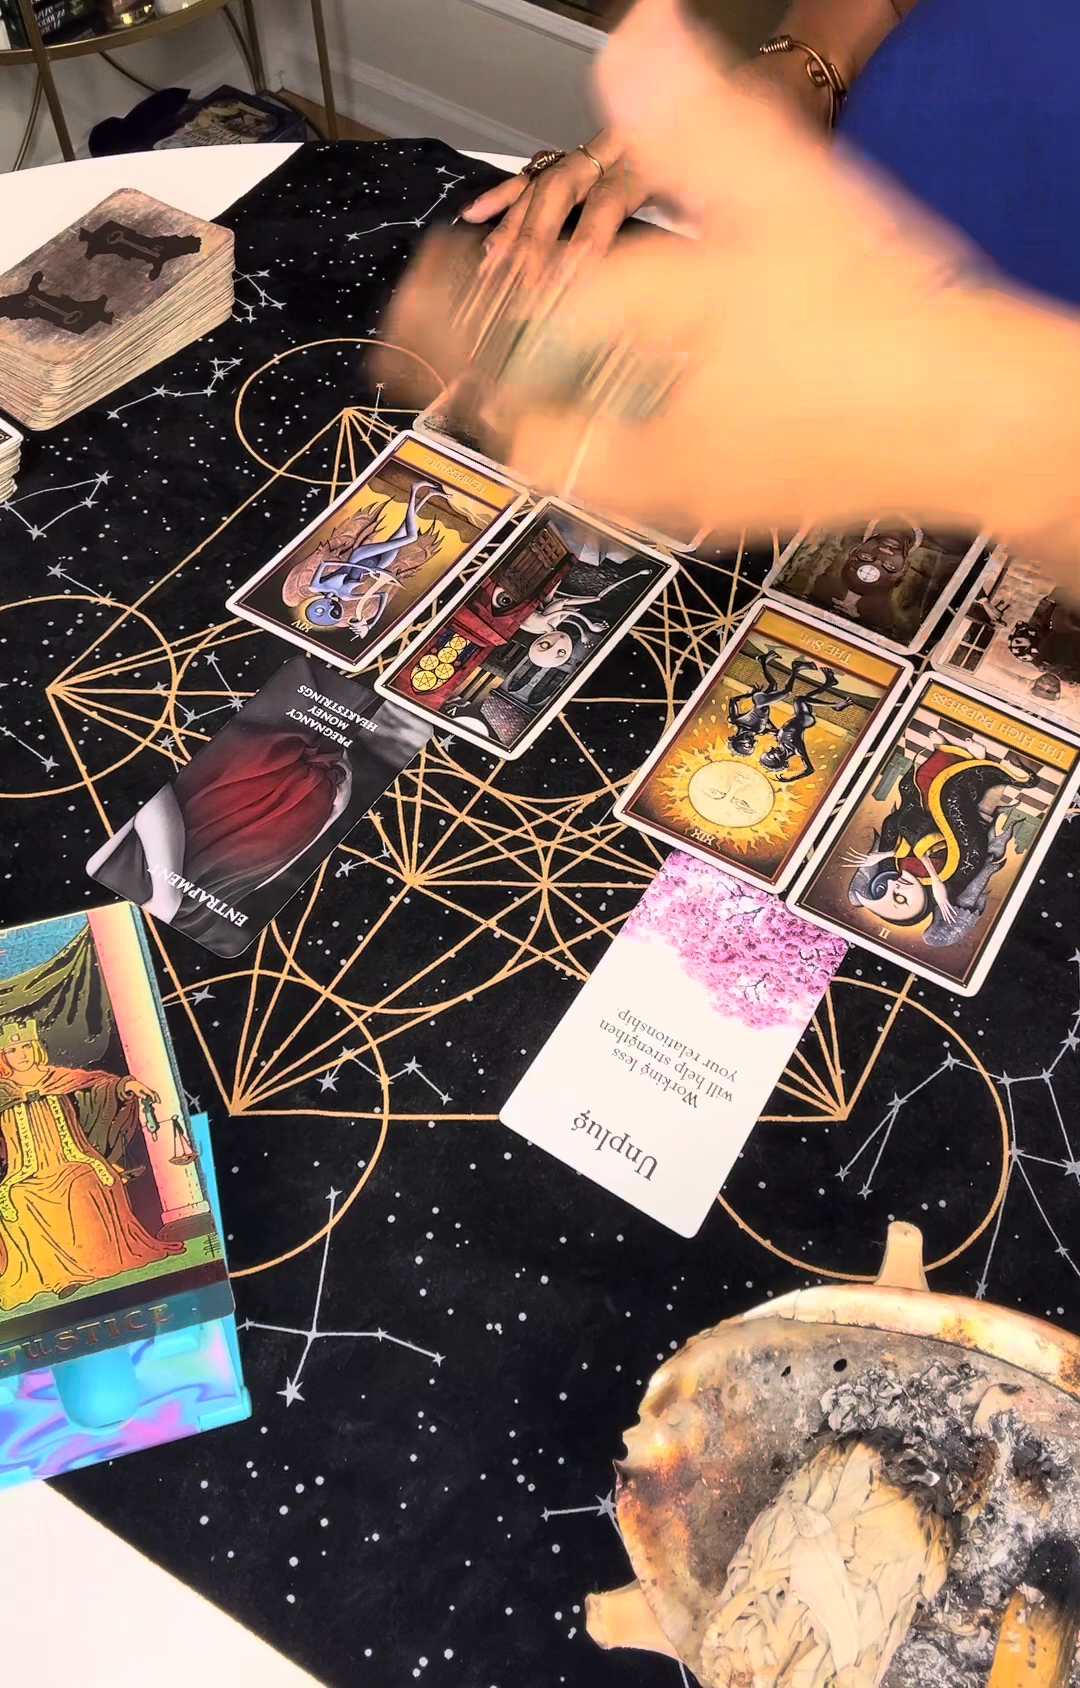 TEMPERANCE
XIV
V
THE SUN
XIX
THE HIGH PRIESTESS
II
ENTRAPMENT
PREGNANCY
MONEY
HEARTSTRINGS
Unplug
Working less
will help strengthen
your relationship.
JUSTICE